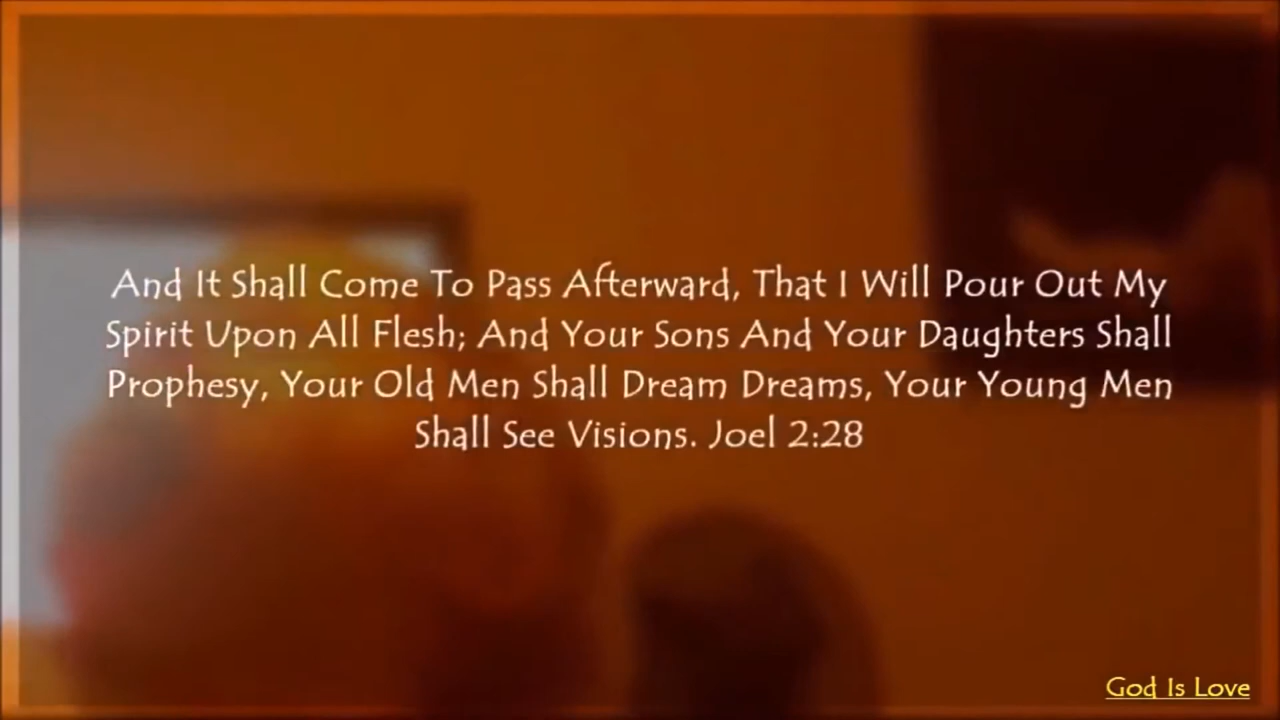 And It Shall Come To Pass Afterward, That I Will Pour Out My
Spirit Upon All Flesh; And Your Sons And Your Daughters Shall
Prophesy, Your Old Men Shall Dream Dreams, Your Young Men
Shall See Visions. Joel 2:28
God Is Love